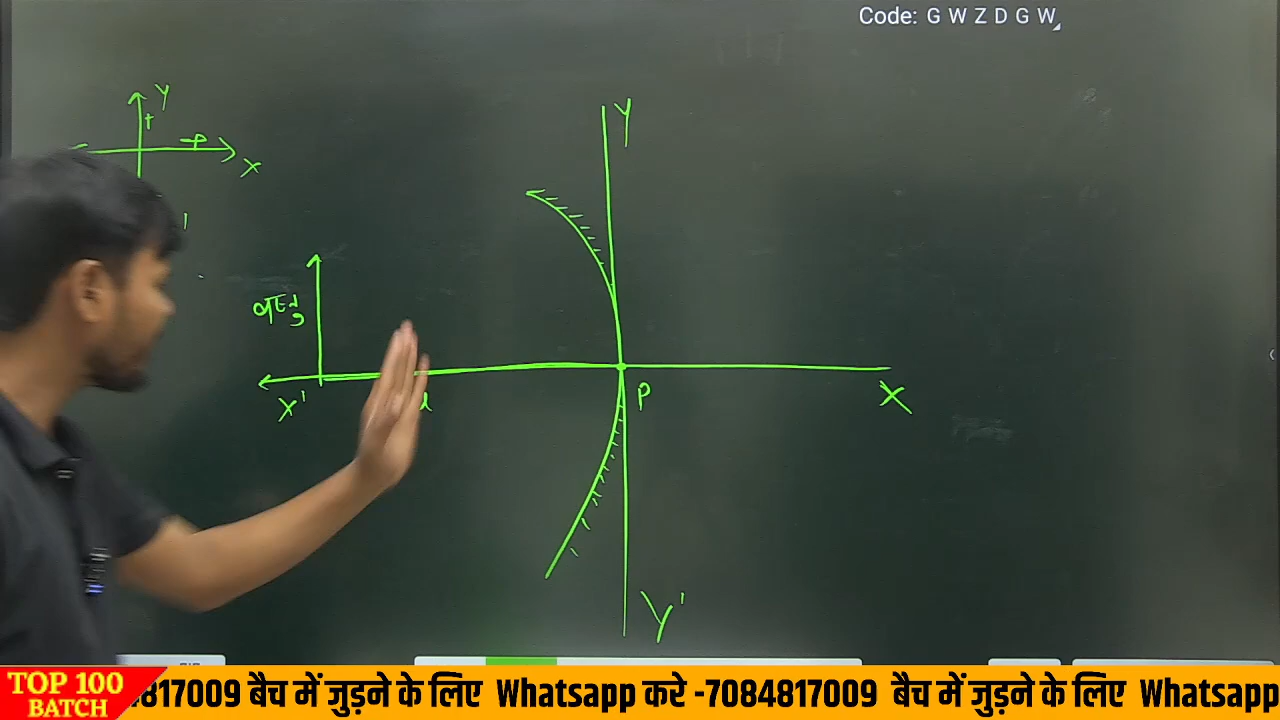 Code: G W Z D G W
Y
+
X
'
Y
वस्तु
X'
u
P
X
Y'
TOP 100
BATCH
817009 बैच में जुड़ने के लिए Whatsapp करे -7084817009 बैच में जुड़ने के लिए Whatsapp